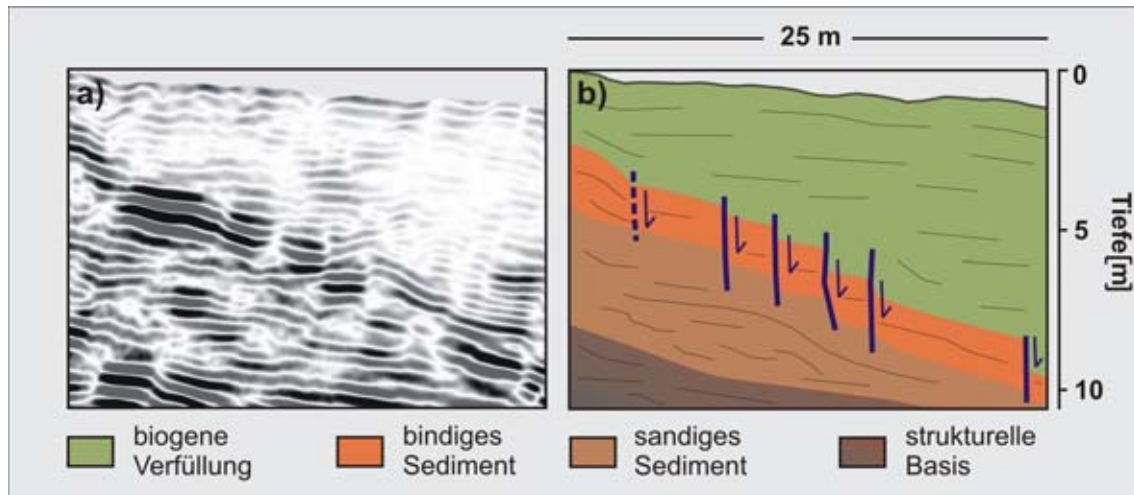 25 m
a)
b)
0
5
10
Tiefe[m]
biogene
Verfüllung
bindiges
Sediment
sandiges
Sediment
strukturelle
Basis